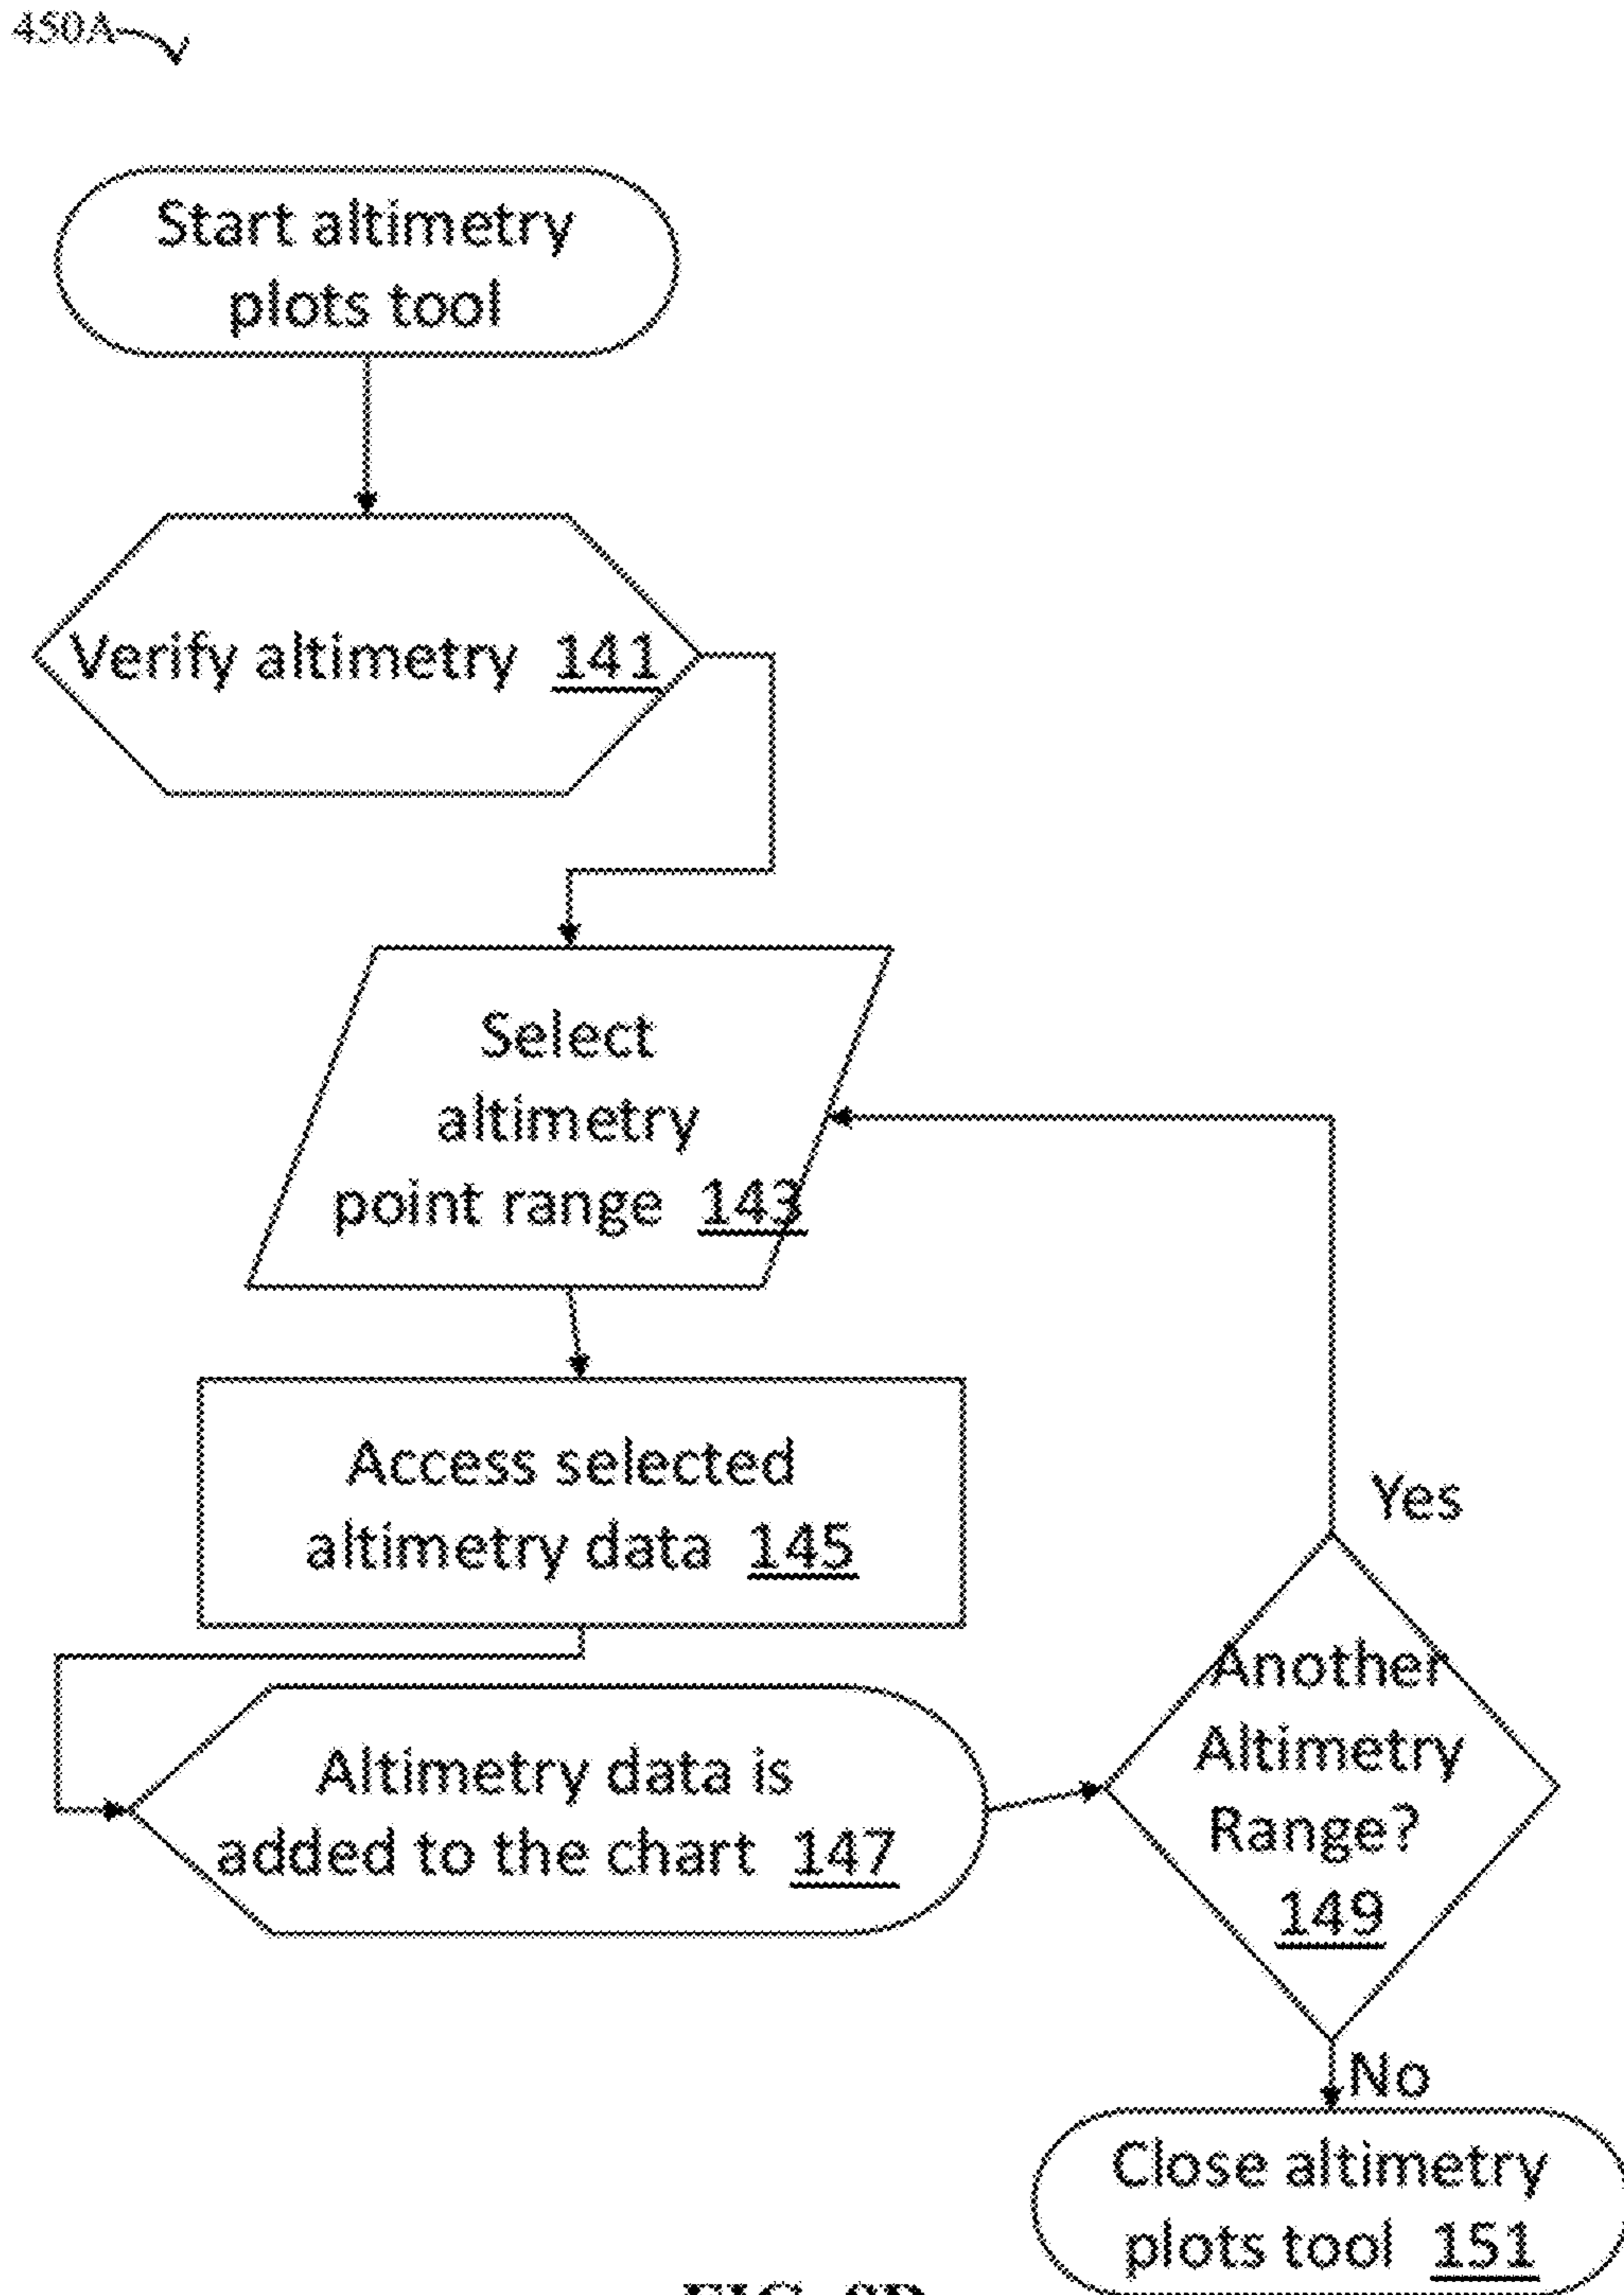 450A
Start altimetry
plots tool
Verify altimetry 141
Select
altimetry
point range 143
Access selected
altimetry data 145
Altimetry data is
added to the chart 147
Yes
Another
Altimetry
Range?
149
No
Close altimetry
plots tool 151